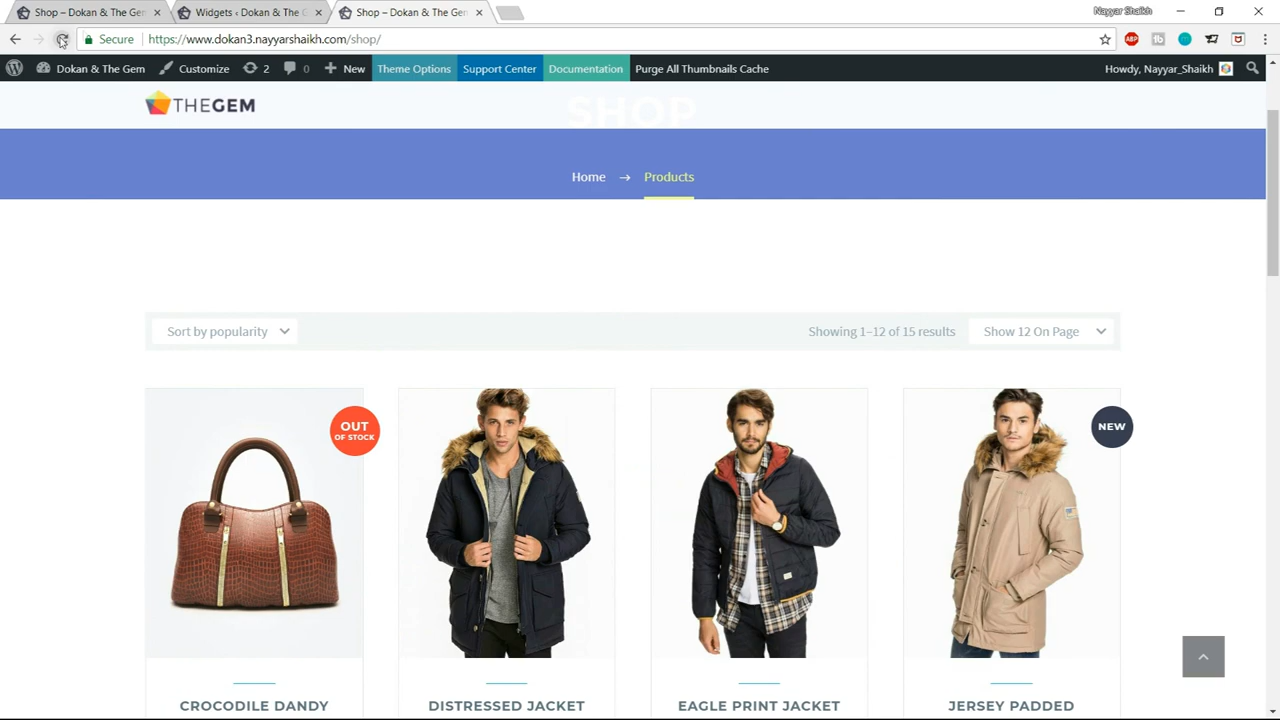 Shop – Dokan & The Ge
Widgets ‹ Dokan & The G
Shop – Dokan & The Ge
Nayyar Shaikh
Secure
https://www.dokan3.nayyarshaikh.com/shop/
ABP
Dokan & The Gem
Customize
2
0
New
Theme Options
Support Center
Documentation
Purge All Thumbnails Cache
Howdy, Nayyar_Shaikh
THEGEM
SHOP
Home → Products
Sort by popularity
Showing 1–12 of 15 results
Show 12 On Page
OUT
OF STOCK
NEW
CROCODILE DANDY
DISTRESSED JACKET
EAGLE PRINT JACKET
JERSEY PADDED